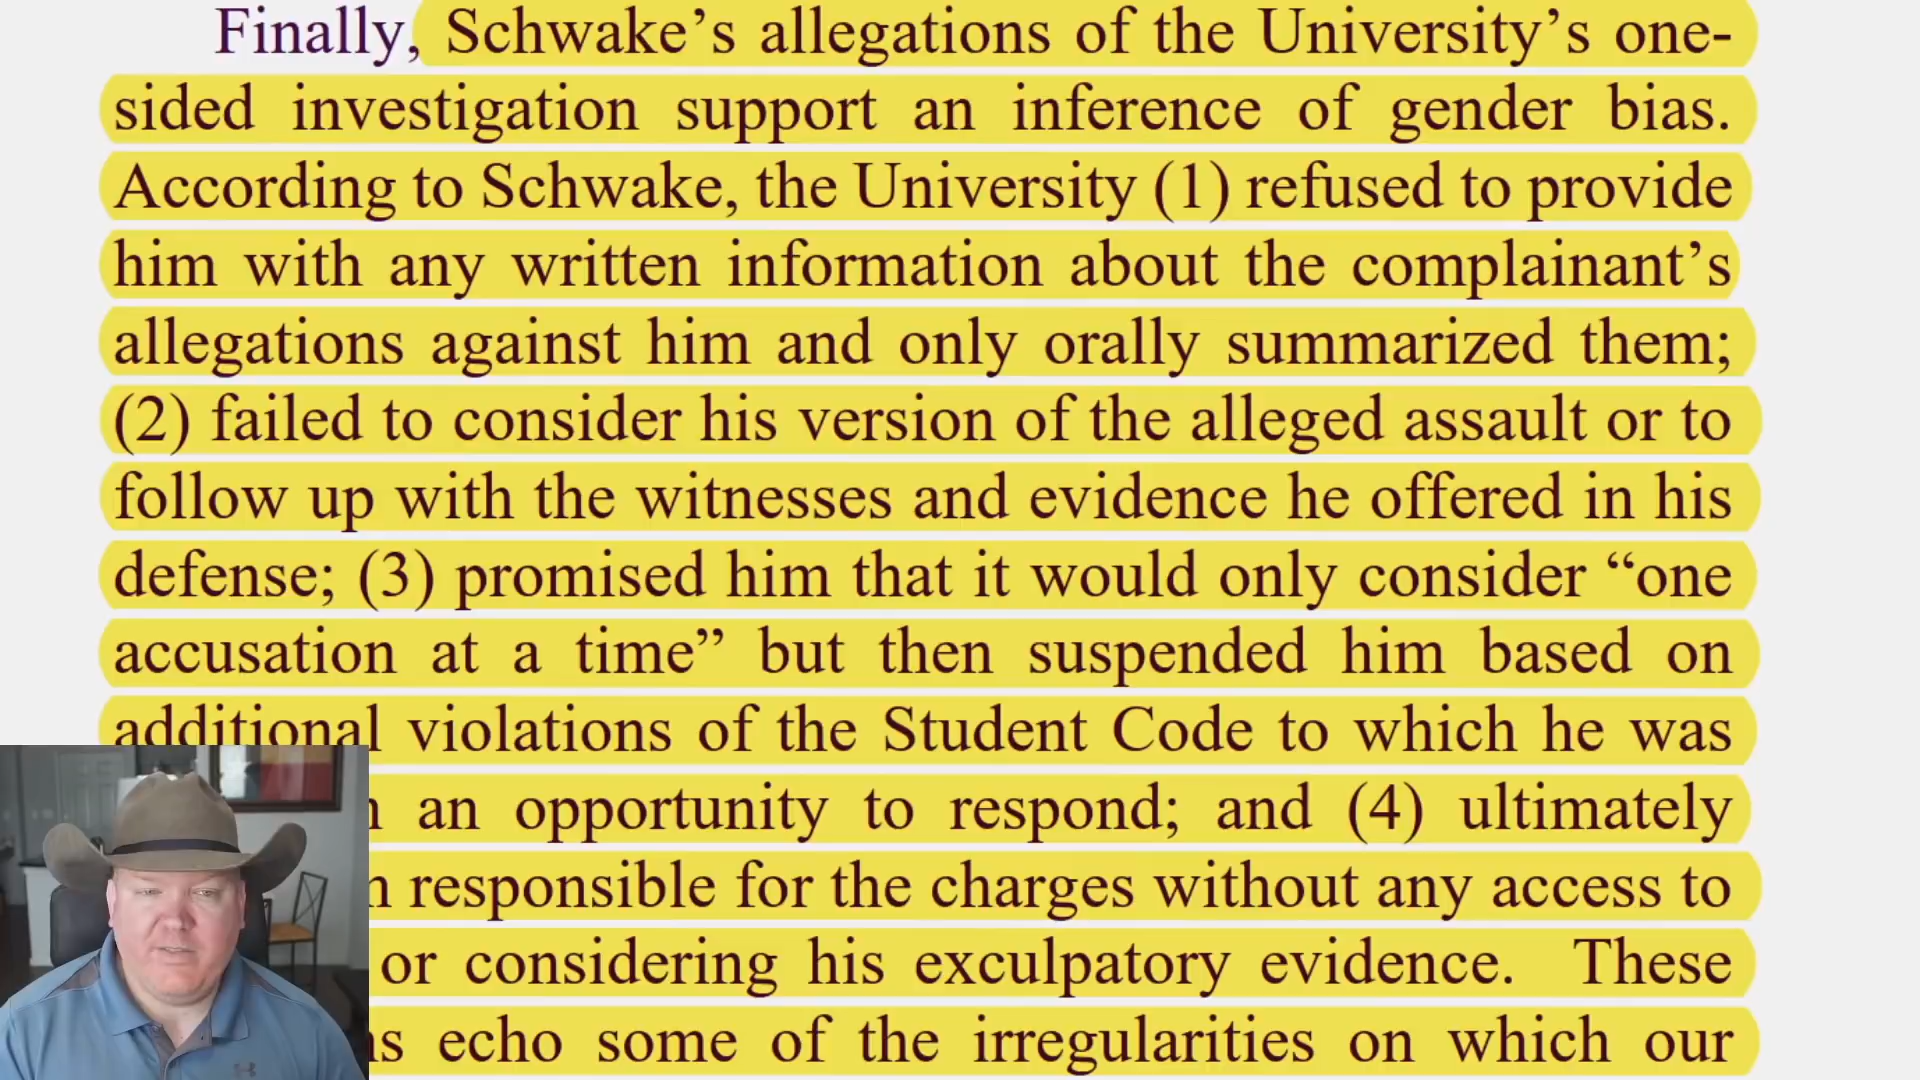 Finally, Schwake’s allegations of the University’s one-
sided investigation support an inference of gender bias.
According to Schwake, the University (1) refused to provide
him with any written information about the complainant’s
allegations against him and only orally summarized them;
(2) failed to consider his version of the alleged assault or to
follow up with the witnesses and evidence he offered in his
defense; (3) promised him that it would only consider “one
accusation at a time” but then suspended him based on
additional violations of the Student Code to which he was
an opportunity to respond; and (4) ultimately
responsible for the charges without any access to
or considering his exculpatory evidence. These
echo some of the irregularities on which our